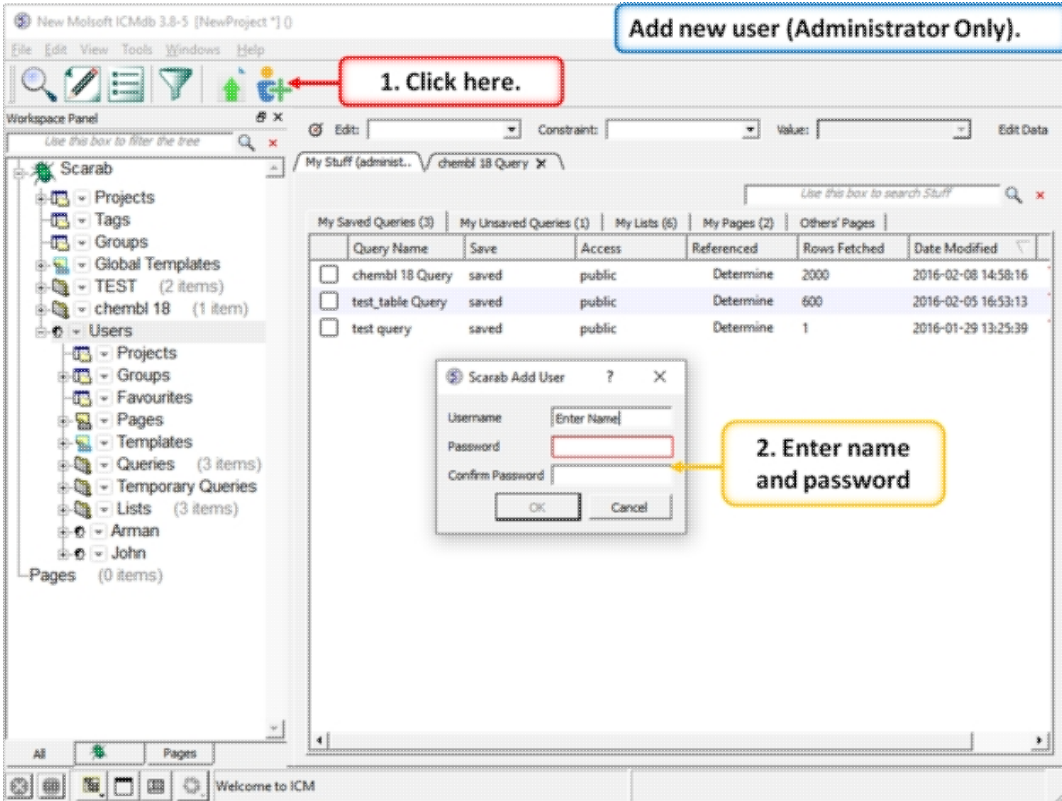 New Molsoft ICMdb 3.8-5 [NewProject *] ()
Add new user (Administrator Only).
File Edit View Tools Windows Help
1. Click here.
Workspace Panel
Use this box to filter the tree
Edit: Constraint: Value: Edit Data
My Stuff (administ.. chembl 18 Query
Scarab
Projects
Tags
Groups
Global Templates
TEST (2 items)
chembl 18 (1 item)
Users
Projects
Groups
Favourites
Pages
Templates
Queries (3 items)
Temporary Queries
Lists (3 items)
Arman
John
Pages (0 items)
Use this box to search Stuff
My Saved Queries (3) My Unsaved Queries (1) My Lists (6) My Pages (2) Others' Pages
Query Name Save Access Referenced Rows Fetched Date Modified
chembl 18 Query saved public Determine 2000 2016-02-08 14:58:16
test_table Query saved public Determine 600 2016-02-05 16:53:13
test query saved public Determine 1 2016-01-29 13:25:39
Scarab Add User ?
Username Enter Name
Password
Confirm Password
OK Cancel
2. Enter name
and password
All Pages
Welcome to ICM